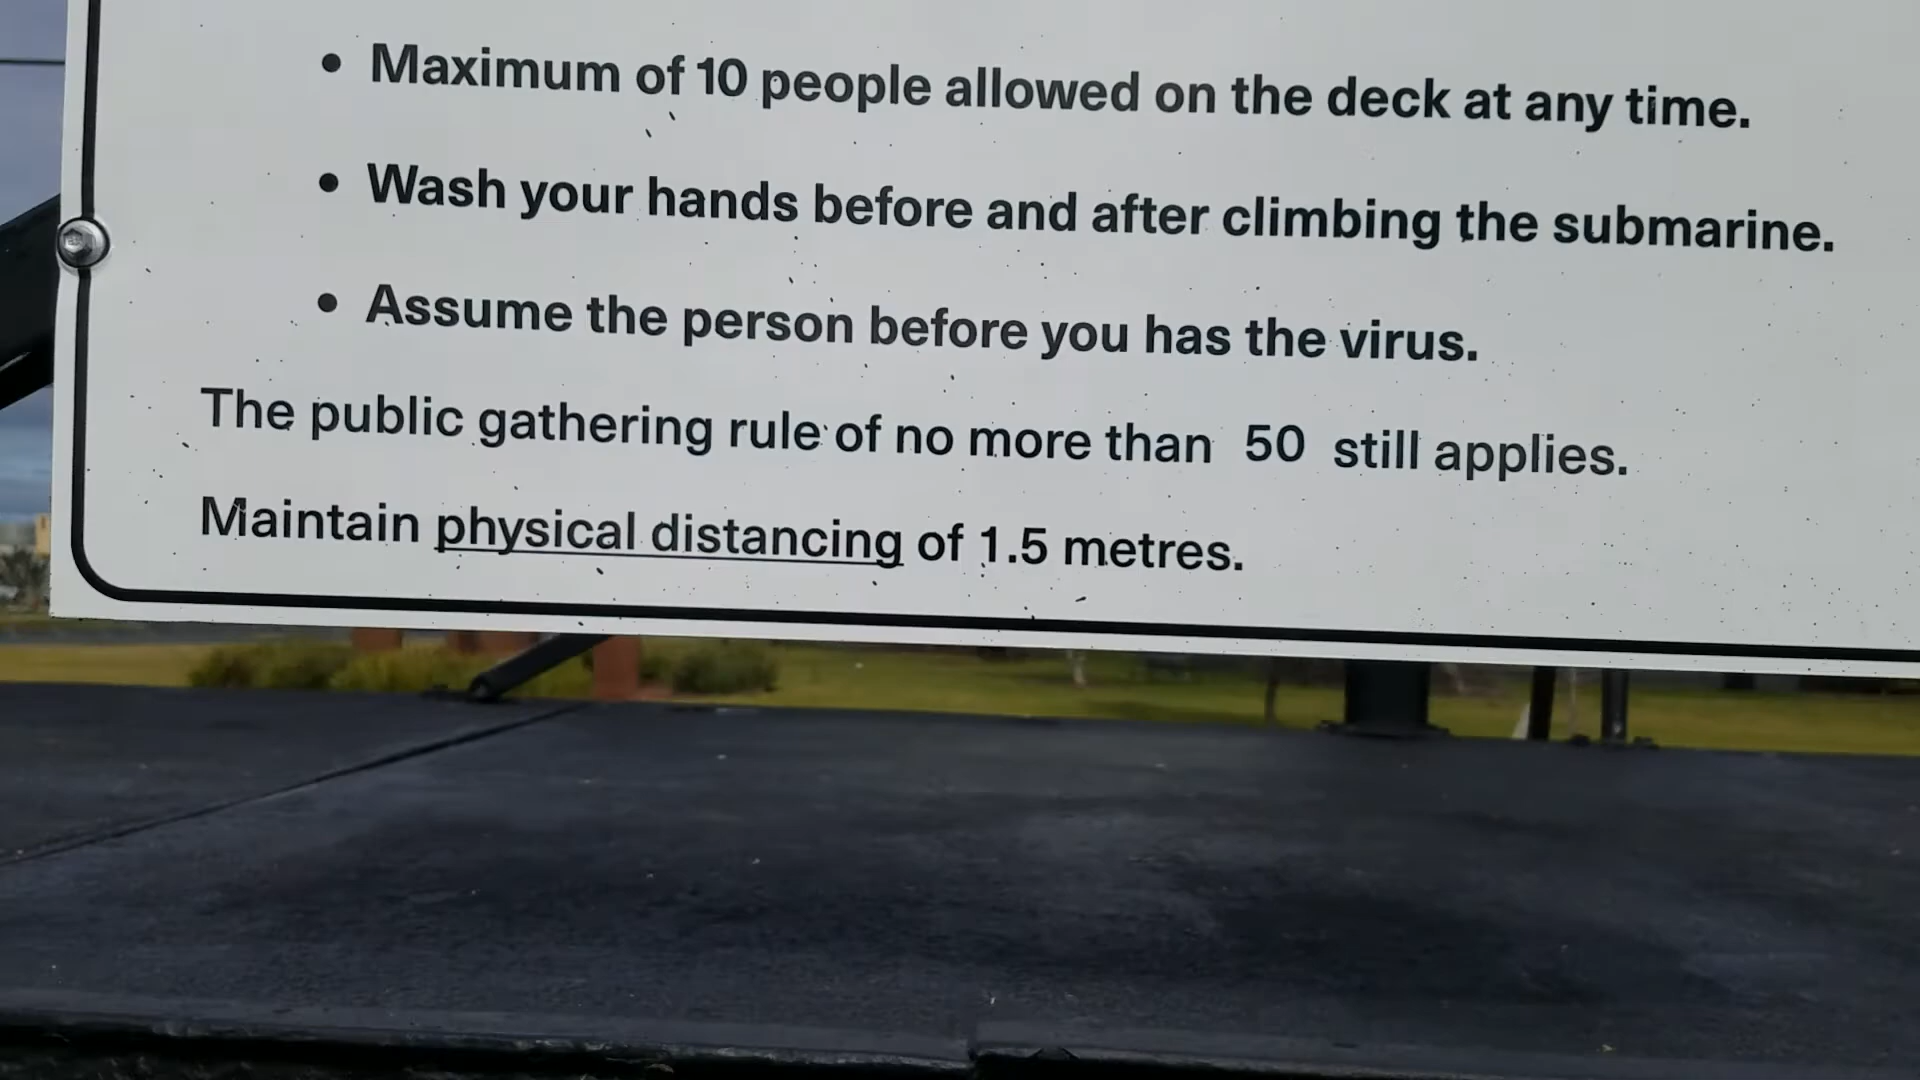 • Maximum of 10 people allowed on the deck at any time.
• Wash your hands before and after climbing the submarine.
• Assume the person before you has the virus.
The public gathering rule of no more than 50 still applies.
Maintain physical distancing of 1.5 metres.